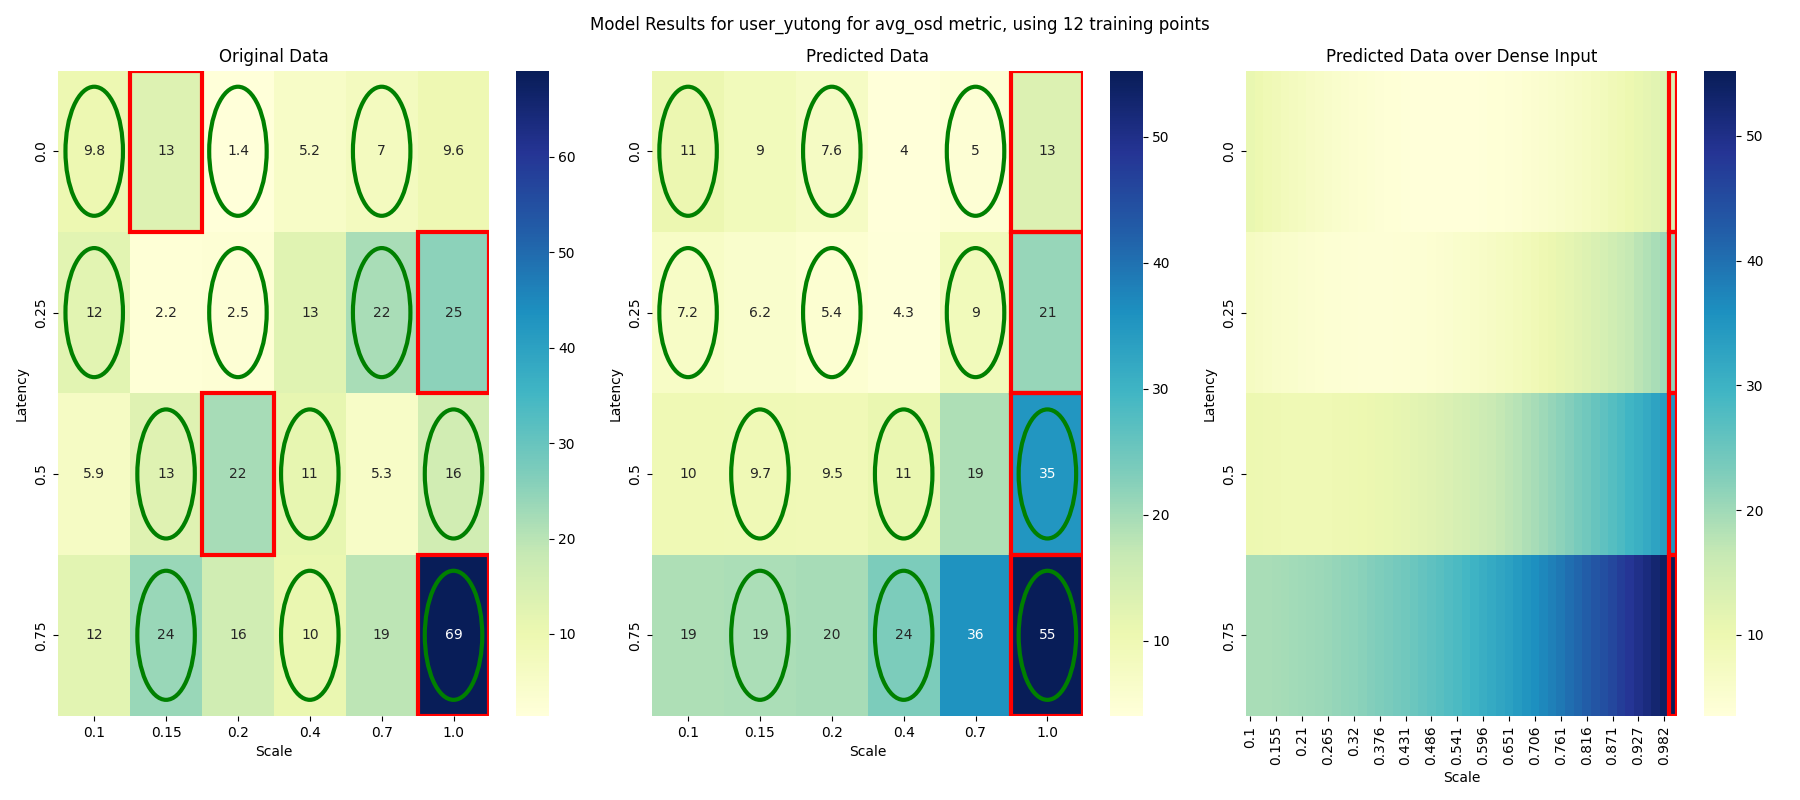 Model Results for user_yutong for avg_osd metric, using 12 training points
Original Data
Latency
0.0 9.8 13 1.4 5.2 7 9.6
0.25 12 2.2 2.5 13 22 25
0.5 5.9 13 22 11 5.3 16
0.75 12 24 16 10 19 69
0.1 0.15 0.2 0.4 0.7 1.0
Scale
60
50
40
30
20
10
Predicted Data
Latency
0.0 11 9 7.6 4 5 13
0.25 7.2 6.2 5.4 4.3 9 21
0.5 10 9.7 9.5 11 19 35
0.75 19 19 20 24 36 55
0.1 0.15 0.2 0.4 0.7 1.0
Scale
50
40
30
20
10
Predicted Data over Dense Input
Latency
0.0
0.25
0.5
0.75
0.1 0.155 0.21 0.265 0.32 0.376 0.431 0.486 0.541 0.596 0.651 0.706 0.761 0.816 0.871 0.927 0.982
Scale
50
40
30
20
10